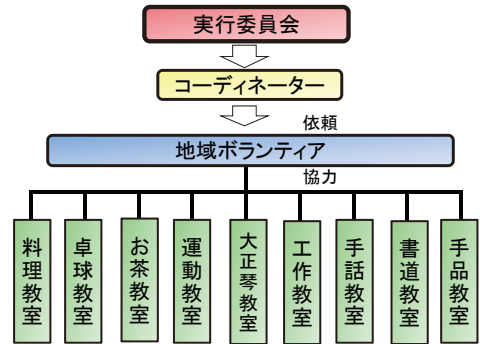 実行委員会
コーディネーター
依頼
地域ボランティア
協力
料理教室
卓球教室
お茶教室
運動教室
大正琴教室
工作教室
手話教室
書道教室
手品教室